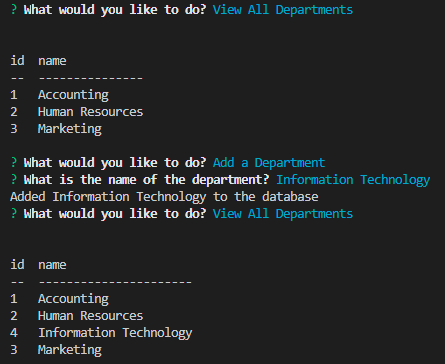 ? What would you like to do? View All Departments
id  name
--  ---------------
1   Accounting
2   Human Resources
3   Marketing
? What would you like to do? Add a Department
? What is the name of the department? Information Technology
Added Information Technology to the database
? What would you like to do? View All Departments
id  name
--  ----------------------
1   Accounting
2   Human Resources
4   Information Technology
3   Marketing